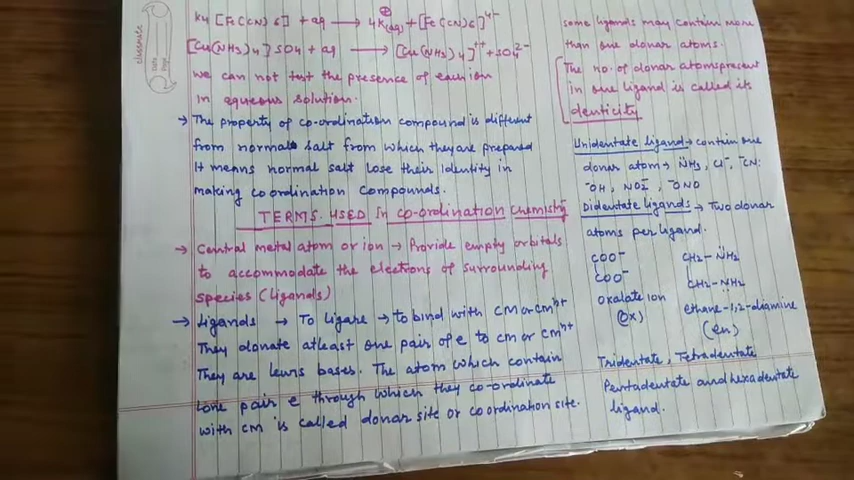 K4[Fe(CN)6] + aq → 4K⊕(aq) + [Fe(CN)6]4-
[Cu(NH3)4]SO4 + aq → [Cu(NH3)4]++ + SO4 2-
we can not test the presence of each ion
in aqueous solution.
→ The property of co-ordination compound is different
from normal salt from which they are prepared
It means normal salt lose their identity in
making coordination compounds.
TERMS USED In co-ordination chemistry
→ Central metal atom or ion → Provide empty orbitals
to accommodate the electrons of surrounding
species (ligands)
→ Ligands → To ligare → to bind with CM or CM n+
They donate atleast one pair of e to CM or CM n+
They are lewis bases. The atom which contain
lone pair e through which they co-ordinate
with CM is called donar site or coordination site.
some ligands may contain more
than one donar atoms.
The no. of donar atoms present
in one ligand is called its
denticity
Unidentate ligand → contain one
donar atom → NH3, Cl-, -CN:
-OH, NO2-, -ONO
Didentate ligands → Two donar
atoms per ligand.
COO-
COO-
oxalate ion
(ox)
CH2-NH2
CH2-NH2
ethane-1,2-diamine
(en)
Tridentate, Tetradentate
Pentadentate and hexadentate
ligand.
classmate
Date
Page